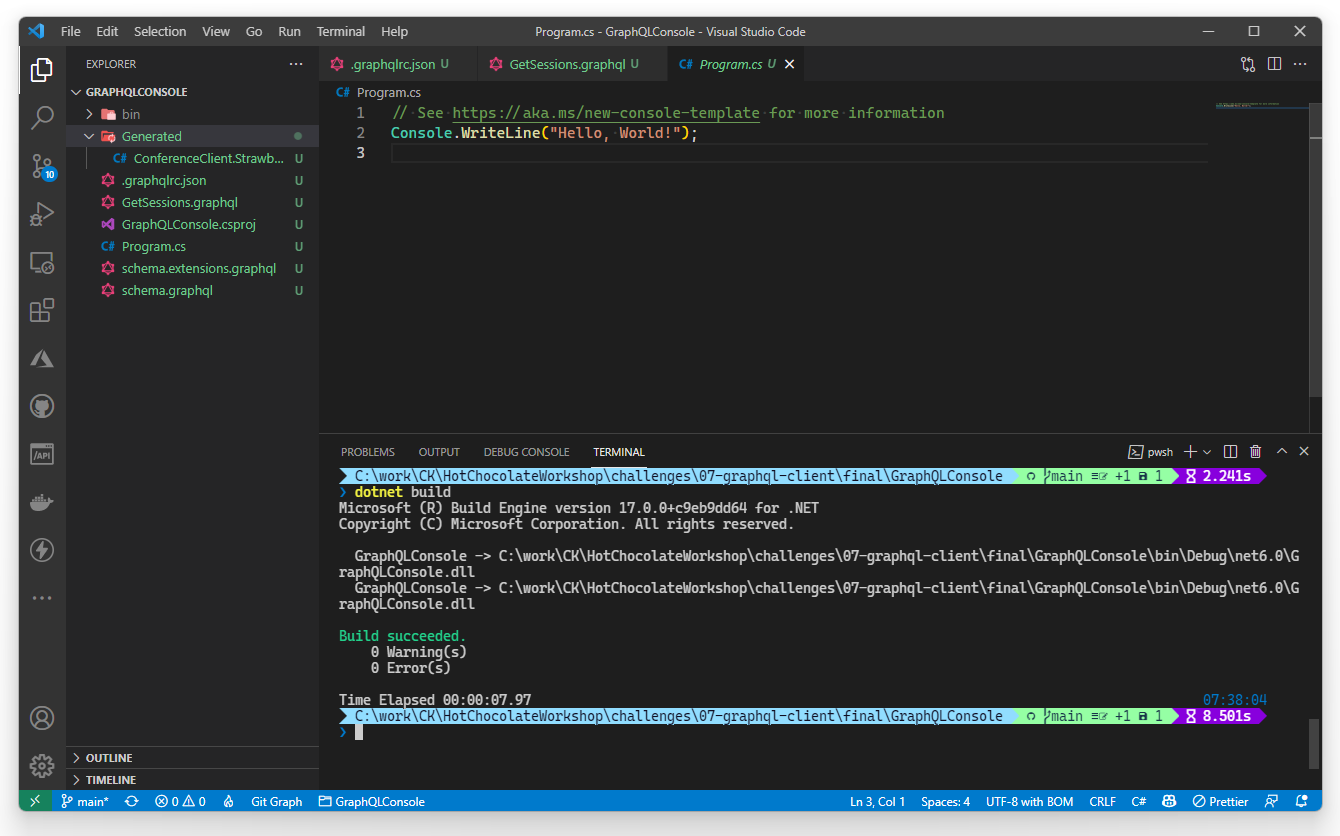 File Edit Selection View Go Run Terminal Help
Program.cs - GraphQLConsole - Visual Studio Code
EXPLORER ···
.graphqlrc.json U
GetSessions.graphql U
C# Program.cs U
GRAPHQLCONSOLE
bin
Generated
C# ConferenceClient.Strawb... U
.graphqlrc.json U
GetSessions.graphql U
GraphQLConsole.csproj U
C# Program.cs U
schema.extensions.graphql U
schema.graphql U
10
/API
OUTLINE
TIMELINE
C# Program.cs
1 // See https://aka.ms/new-console-template for more information
2 Console.WriteLine("Hello, World!");
3
PROBLEMS OUTPUT DEBUG CONSOLE TERMINAL
pwsh
C:\work\CK\HotChocolateWorkshop\challenges\07-graphql-client\final\GraphQLConsole main ≡ +1 1 2.241s
❯ dotnet build
Microsoft (R) Build Engine version 17.0.0+c9eb9dd64 for .NET
Copyright (C) Microsoft Corporation. All rights reserved.
GraphQLConsole -> C:\work\CK\HotChocolateWorkshop\challenges\07-graphql-client\final\GraphQLConsole\bin\Debug\net6.0\G
raphQLConsole.dll
GraphQLConsole -> C:\work\CK\HotChocolateWorkshop\challenges\07-graphql-client\final\GraphQLConsole\bin\Debug\net6.0\G
raphQLConsole.dll
Build succeeded.
0 Warning(s)
0 Error(s)
Time Elapsed 00:00:07.97 07:38:04
C:\work\CK\HotChocolateWorkshop\challenges\07-graphql-client\final\GraphQLConsole main ≡ +1 1 8.501s
❯
main* 0 0 Git Graph GraphQLConsole Ln 3, Col 1 Spaces: 4 UTF-8 with BOM CRLF C# Prettier